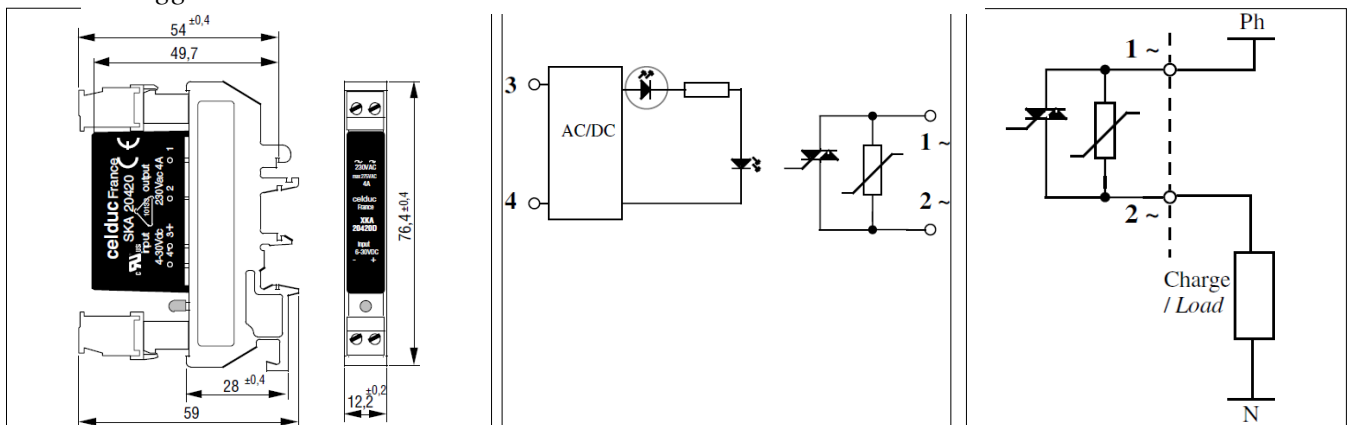 54 ±0,4
49,7
celduc France
SKA 20420
input output
4-30Vdc 230Vac 4A
4- 3+ 2 1
28 ±0,4
59
~ ~
230VAC
max 275VAC
4A
celduc
France
XKA
20420D
input
6-30VDC
- +
76,4 ±0,4
12,2 ±0,2
3
AC/DC
4
1 ~
2 ~
Ph
1 ~
2 ~
Charge
/ Load
N